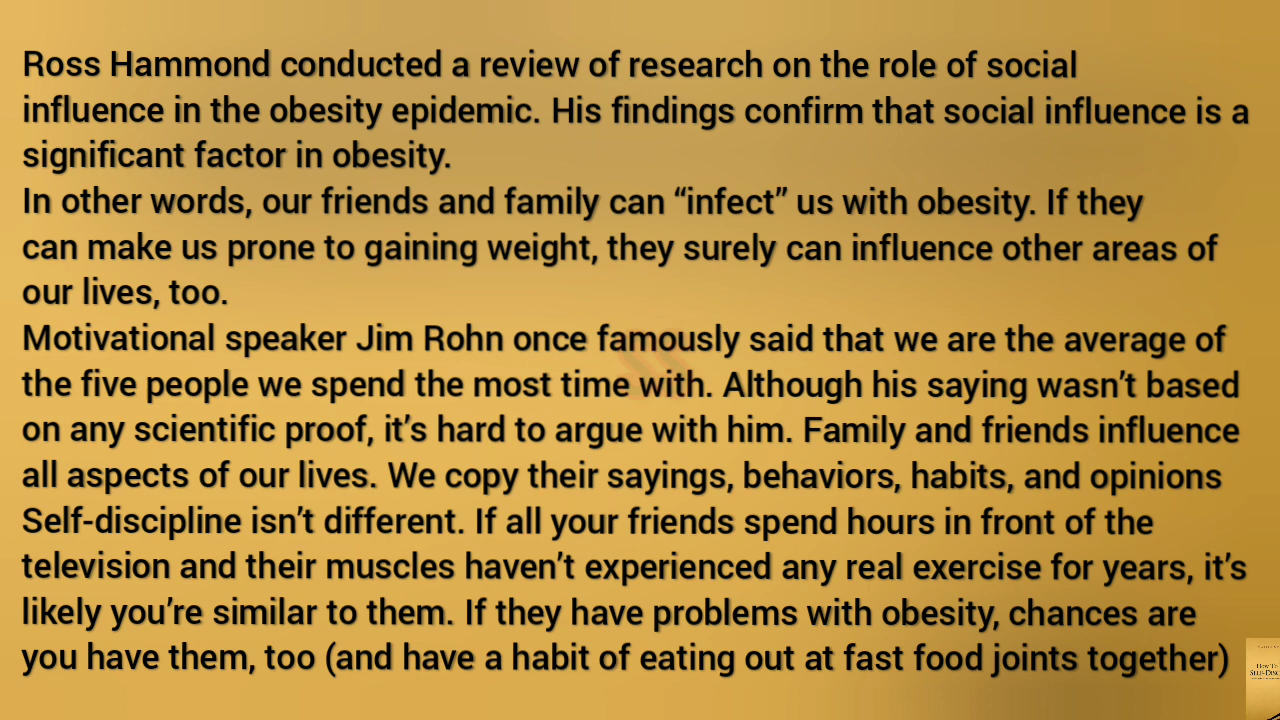 Ross Hammond conducted a review of research on the role of social
influence in the obesity epidemic. His findings confirm that social influence is a
significant factor in obesity.
In other words, our friends and family can “infect” us with obesity. If they
can make us prone to gaining weight, they surely can influence other areas of
our lives, too.
Motivational speaker Jim Rohn once famously said that we are the average of
the five people we spend the most time with. Although his saying wasn’t based
on any scientific proof, it’s hard to argue with him. Family and friends influence
all aspects of our lives. We copy their sayings, behaviors, habits, and opinions
Self-discipline isn’t different. If all your friends spend hours in front of the
television and their muscles haven’t experienced any real exercise for years, it’s
likely you’re similar to them. If they have problems with obesity, chances are
you have them, too (and have a habit of eating out at fast food joints together)
How To